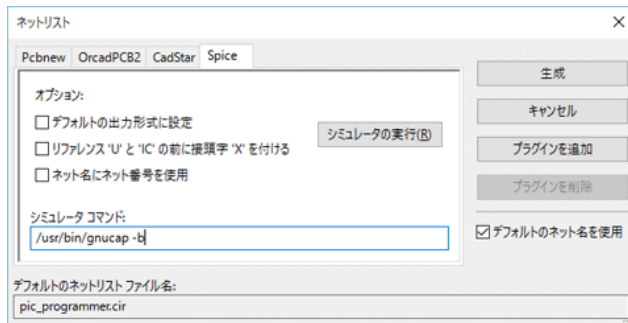 ネットリスト
Pcbnew OrcadPCB2 CadStar Spice
オプション:
デフォルトの出力形式に設定
リファレンス 'U' と 'IC' の前に接頭字 'X' を付ける
ネット名にネット番号を使用
シミュレータの実行(R)
シミュレータ コマンド:
/usr/bin/gnucap -b
生成
キャンセル
プラグインを追加
プラグインを削除
デフォルトのネット名を使用
デフォルトのネットリスト ファイル名:
pic_programmer.cir